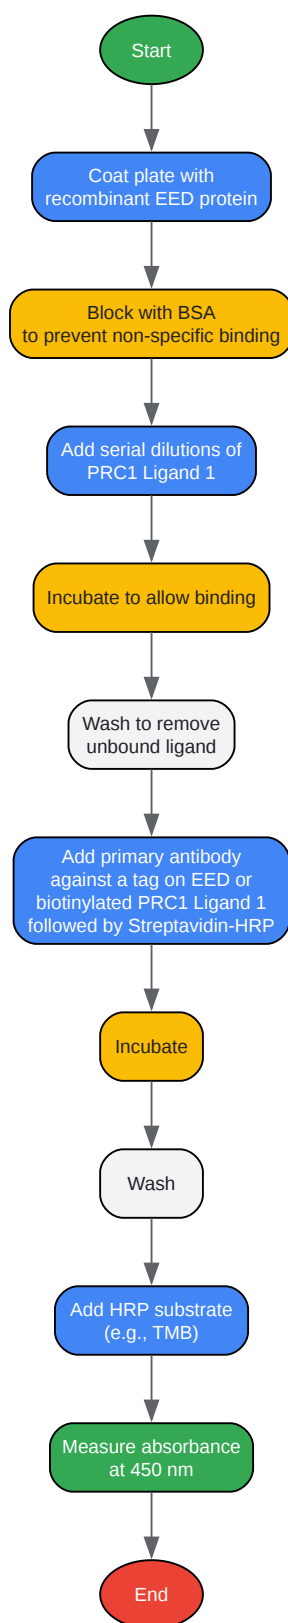 Start
Coat plate with
recombinant EED protein
Block with BSA
to prevent non-specific binding
Add serial dilutions of
PRC1 Ligand 1
Incubate to allow binding
Wash to remove
unbound ligand
Add primary antibody
against a tag on EED or
biotinylated PRC1 Ligand 1
followed by Streptavidin-HRP
Incubate
Wash
Add HRP substrate
(e.g., TMB)
Measure absorbance
at 450 nm
End